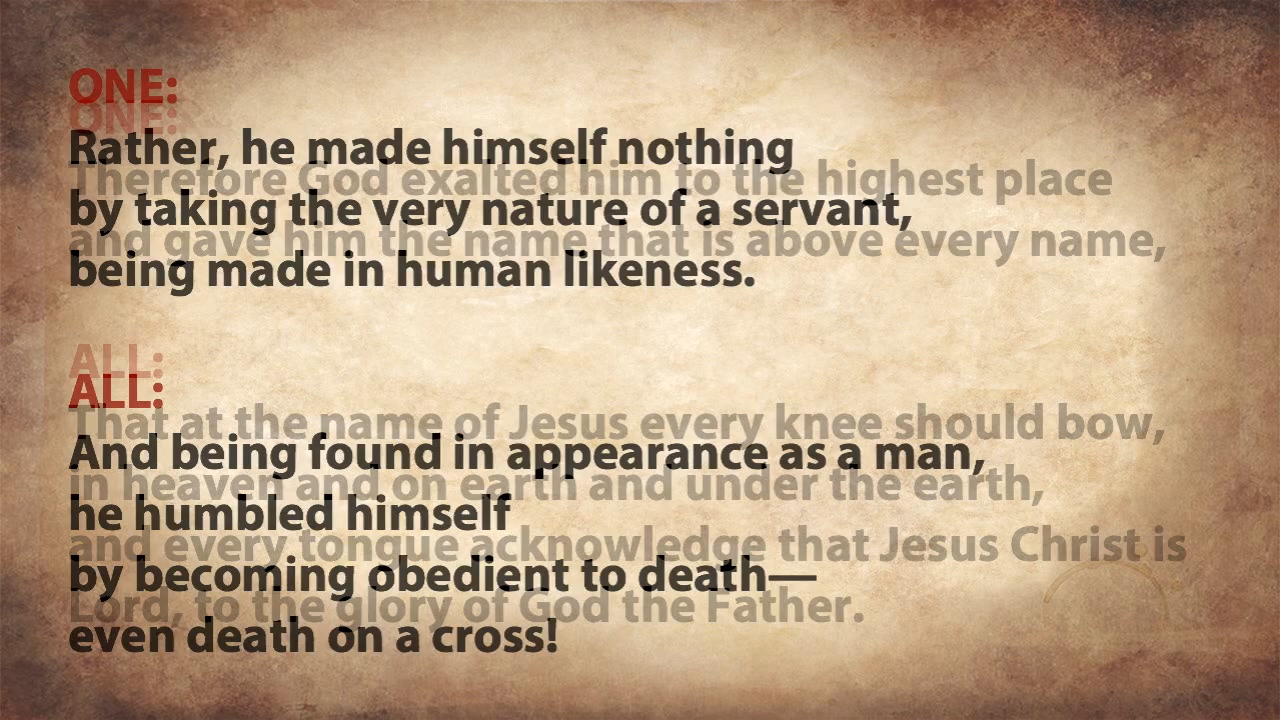 ONE:
Rather, he made himself nothing
by taking the very nature of a servant,
being made in human likeness.
ALL:
And being found in appearance as a man,
he humbled himself
by becoming obedient to death—
even death on a cross!
ONE:
Therefore God exalted him to the highest place
and gave him the name that is above every name,
ALL:
That at the name of Jesus every knee should bow,
in heaven and on earth and under the earth,
and every tongue acknowledge that Jesus Christ is
Lord, to the glory of God the Father.